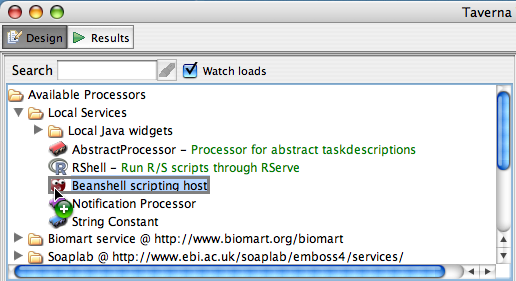 Taverna
Design Results
Search Watch loads
Available Processors
Local Services
Local Java widgets
AbstractProcessor – Processor for abstract taskdescriptions
RShell – Run R/S scripts through RServe
Beanshell scripting host
Notification Processor
String Constant
Biomart service @ http://www.biomart.org/biomart
Soaplab @ http://www.ebi.ac.uk/soaplab/emboss4/services/